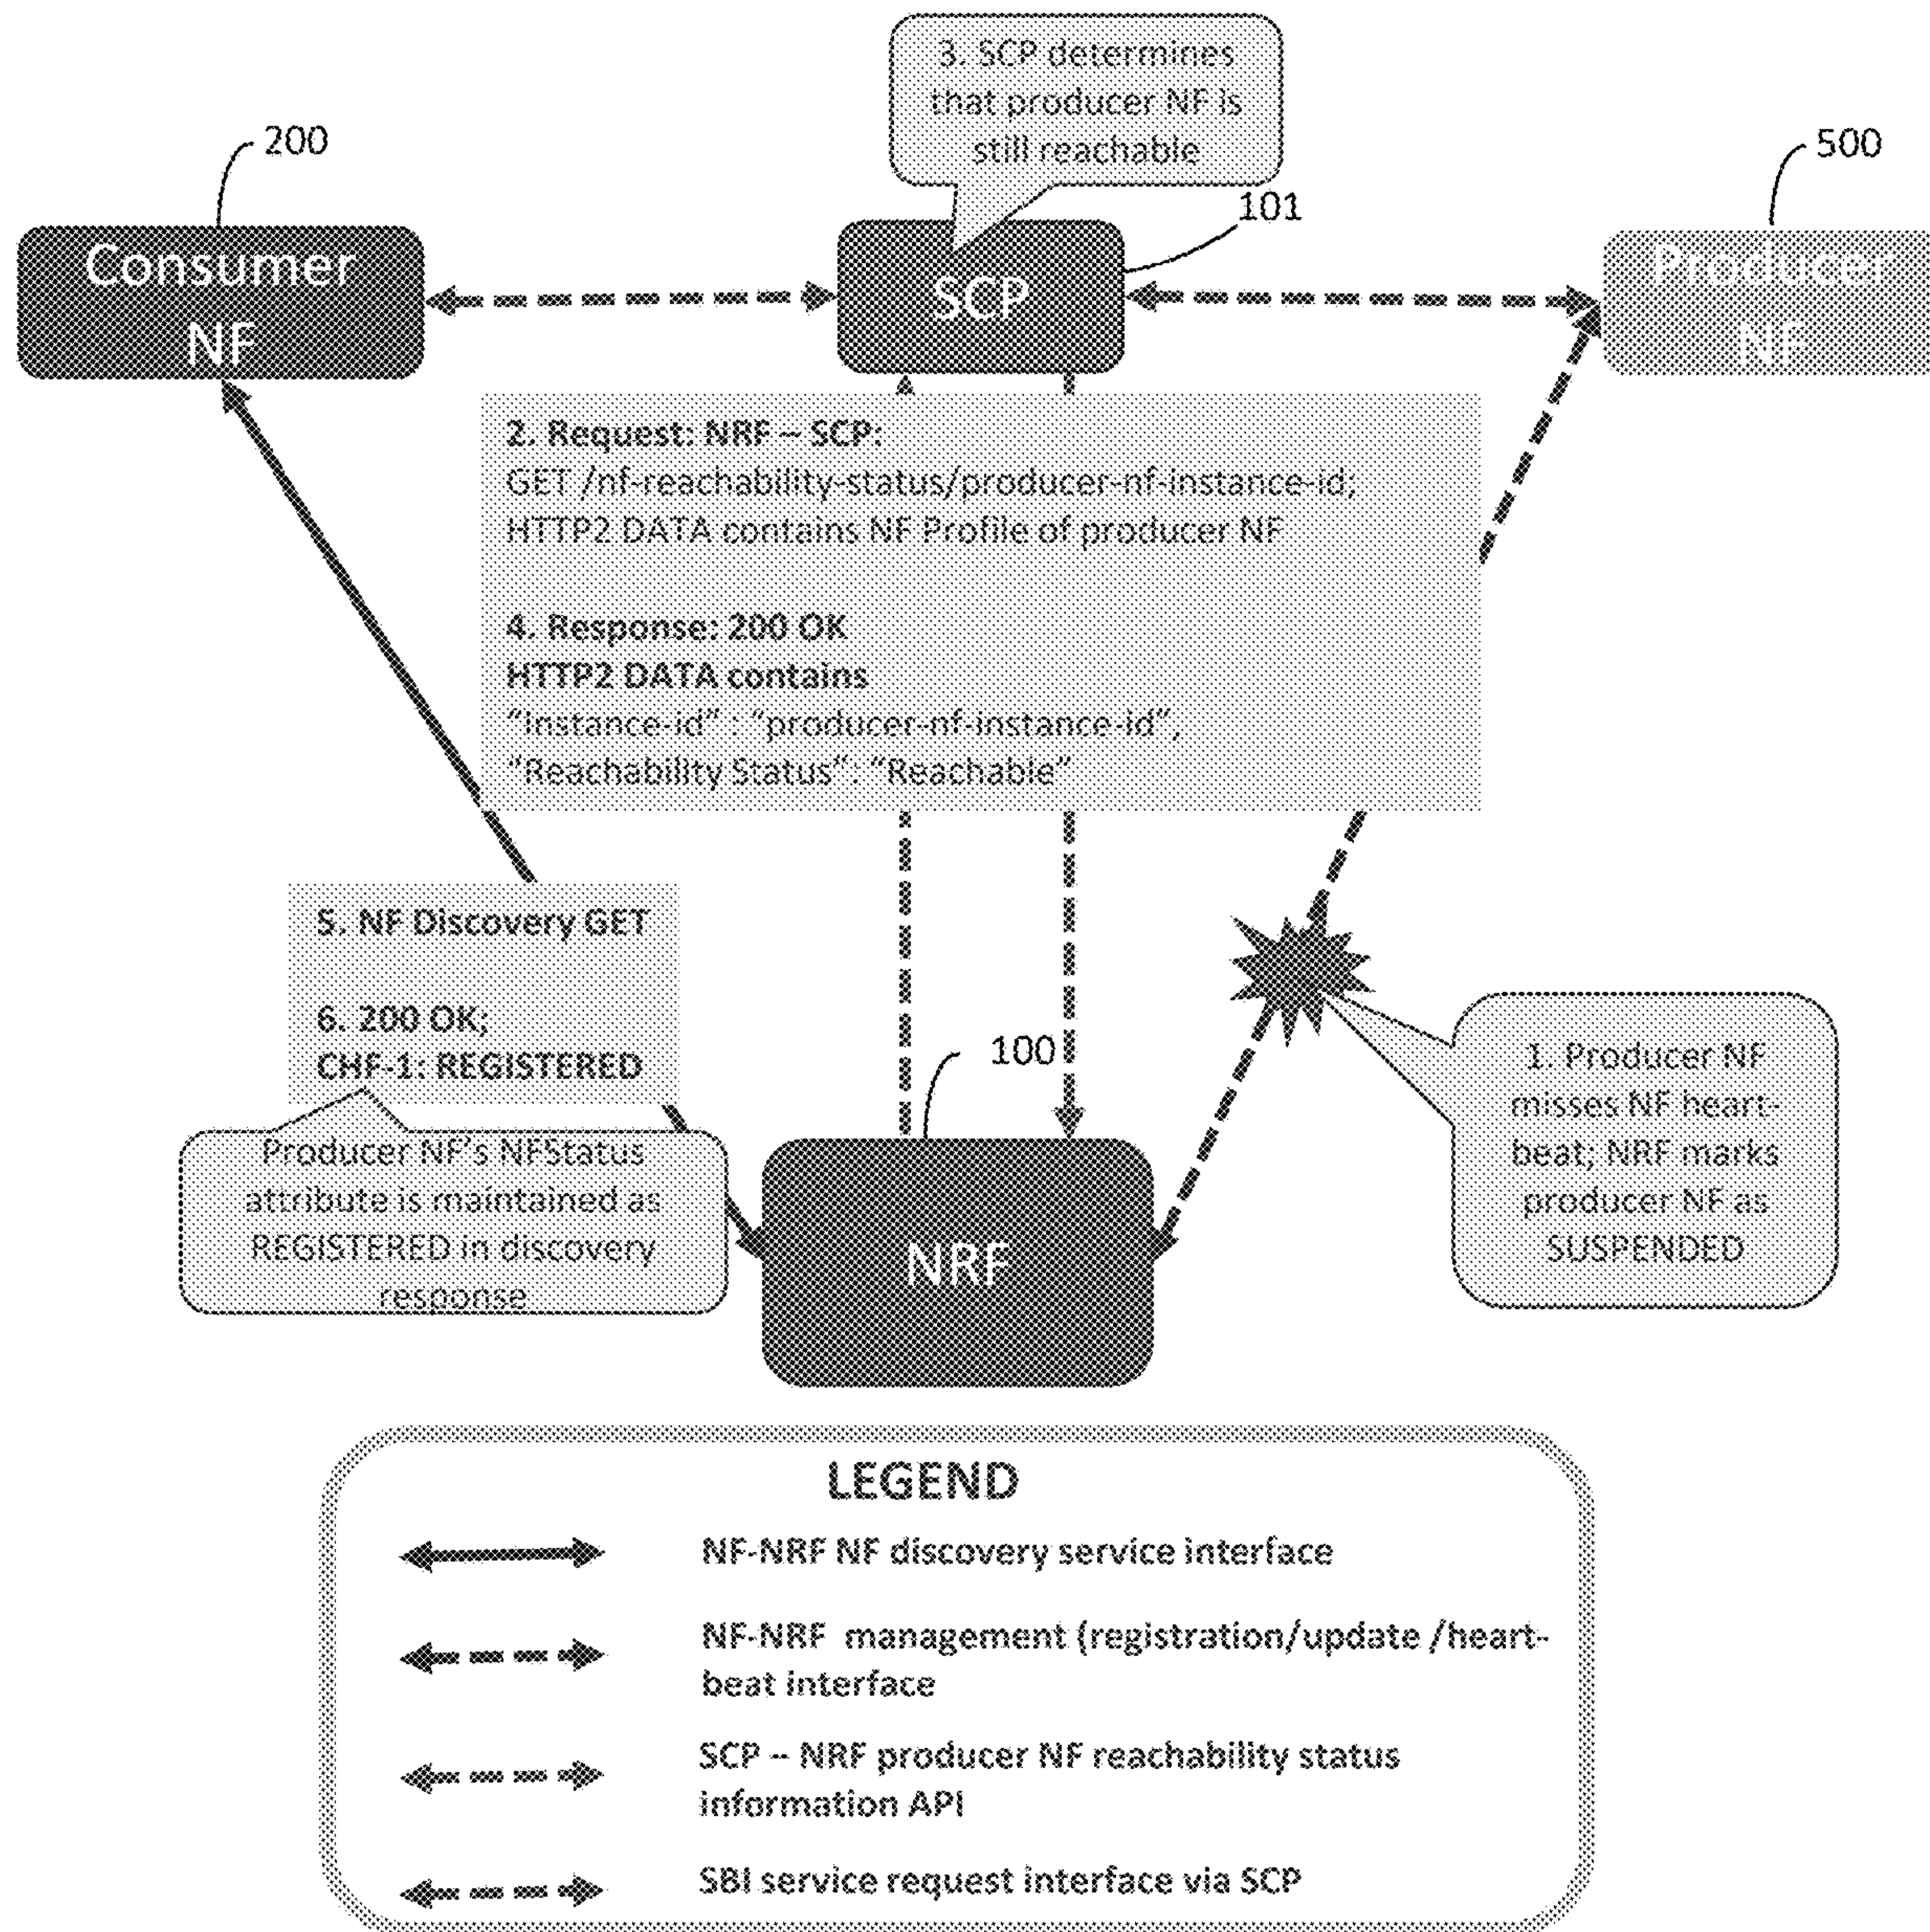 3. SCP determines
that producer NF is
still reachable
200
500
101
Consumer
NF
SCP
Producer
NF
2. Request: NRF – SCP:
GET /nf-reachability-status/producer-nf-instance-id;
HTTP2 DATA contains NF Profile of producer NF
4. Response: 200 OK
HTTP2 DATA contains
“Instance-id” : “producer-nf-instance-id”,
“Reachability Status”: “Reachable”
5. NF Discovery GET
6. 200 OK;
CHF-1: REGISTERED
100
1. Producer NF
misses NF heart-
beat; NRF marks
producer NF as
SUSPENDED
Producer NF’s NFStatus
attribute is maintained as
REGISTERED in discovery
response
NRF
LEGEND
NF-NRF NF discovery service interface
NF-NRF management (registration/update /heart-
beat interface
SCP – NRF producer NF reachability status
information API
SBI service request interface via SCP